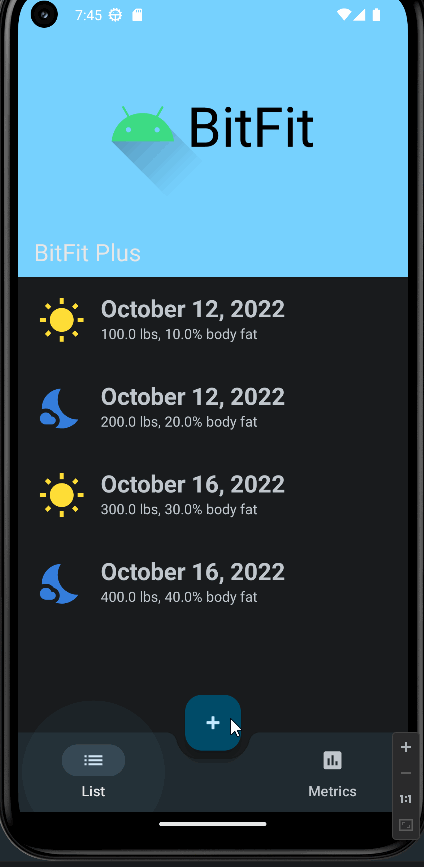 7:45
BitFit
BitFit Plus
October 12, 2022
100.0 lbs, 10.0% body fat
October 12, 2022
200.0 lbs, 20.0% body fat
October 16, 2022
300.0 lbs, 30.0% body fat
October 16, 2022
400.0 lbs, 40.0% body fat
+
List
Metrics
+
−
1:1